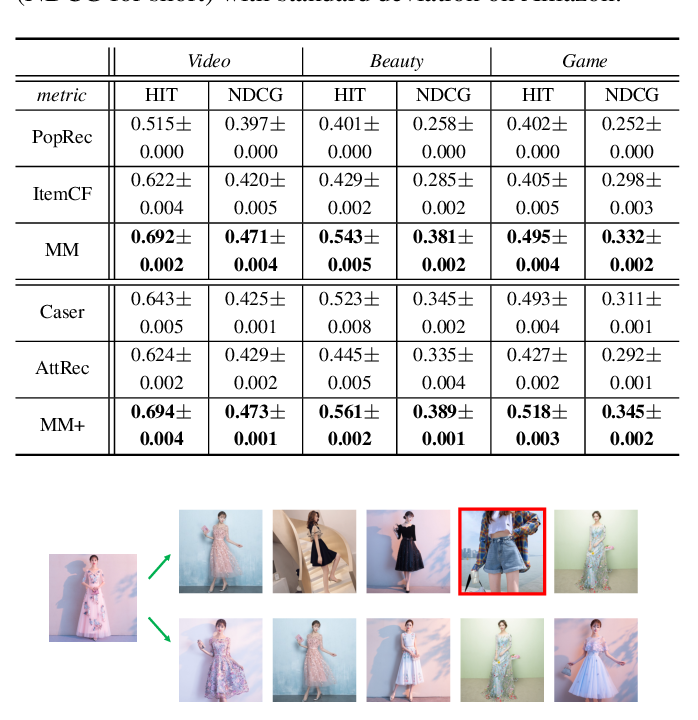 (NDCG for short) with standard deviation on Amazon.
Video Beauty Game
metric HIT NDCG HIT NDCG HIT NDCG
PopRec 0.515± 0.397± 0.401± 0.258± 0.402± 0.252±
0.000 0.000 0.000 0.000 0.000 0.000
ItemCF 0.622± 0.420± 0.429± 0.285± 0.405± 0.298±
0.004 0.005 0.002 0.002 0.005 0.003
MM 0.692± 0.471± 0.543± 0.381± 0.495± 0.332±
0.002 0.004 0.005 0.002 0.004 0.002
Caser 0.643± 0.425± 0.523± 0.345± 0.493± 0.311±
0.005 0.001 0.008 0.002 0.004 0.001
AttRec 0.624± 0.429± 0.445± 0.335± 0.427± 0.292±
0.002 0.002 0.005 0.004 0.002 0.001
MM+ 0.694± 0.473± 0.561± 0.389± 0.518± 0.345±
0.004 0.001 0.002 0.001 0.003 0.002